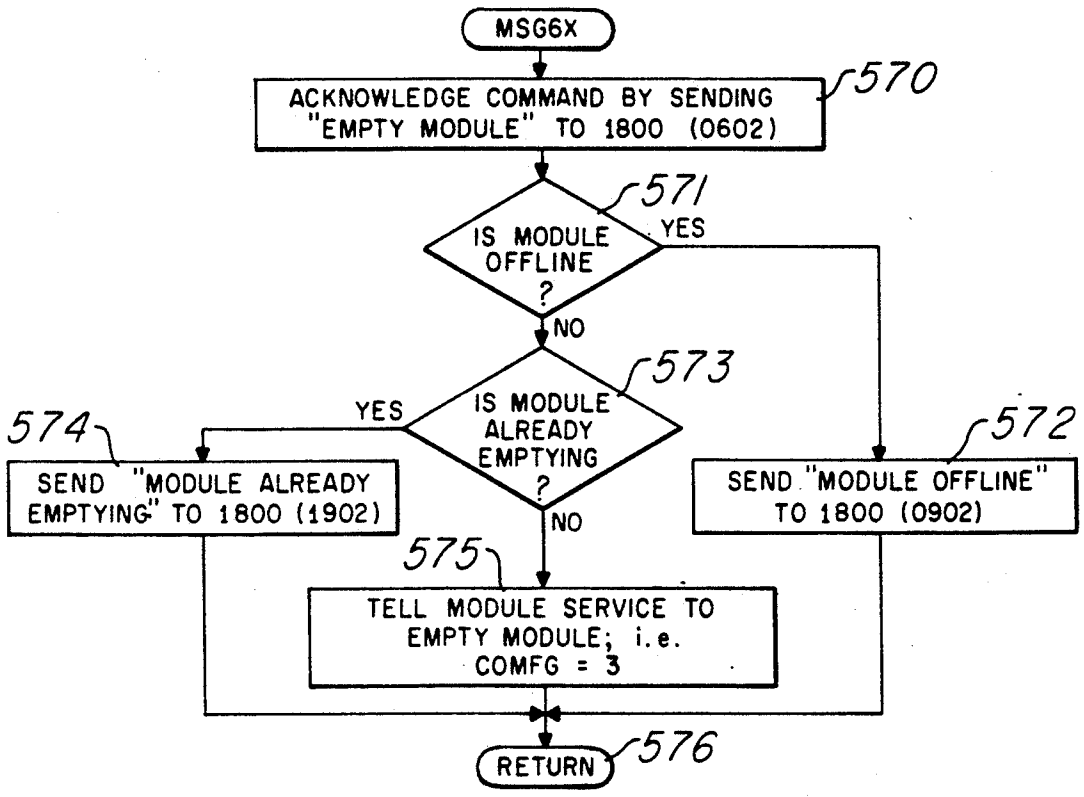 MSG6X
570
ACKNOWLEDGE COMMAND BY SENDING
"EMPTY MODULE" TO 1800 (0602)
571
IS MODULE
OFFLINE
?
YES
NO
573
IS MODULE
ALREADY
EMPTYING
?
YES
NO
574
SEND "MODULE ALREADY
EMPTYING" TO 1800 (1902)
572
SEND "MODULE OFFLINE"
TO 1800 (0902)
575
TELL MODULE SERVICE TO
EMPTY MODULE; i.e.
COMFG = 3
RETURN
576